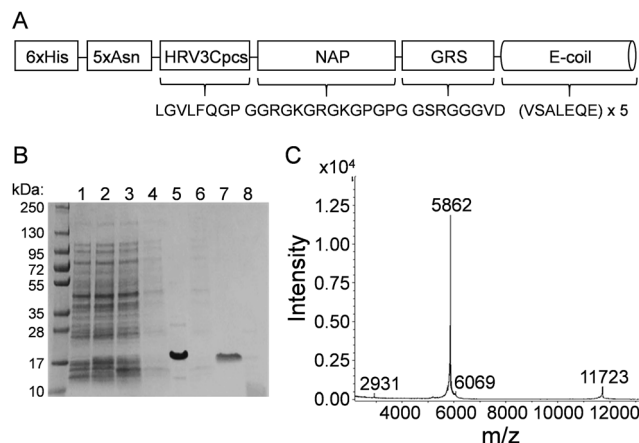 A
6xHis 5xAsn HRV3Cpcs NAP GRS E-coil
LGVLFQGP GGRGKGRGKGPGPG GSRGGGVD (VSALEQE) x 5
B
kDa: 1 2 3 4 5 6 7 8
250
130
95
72
55
35
28
17
10
C
x10⁴
Intensity
1.25
1.00
0.75
0.50
0.25
0.00
5862
2931
6069
11723
4000 6000 8000 10000 12000
m/z